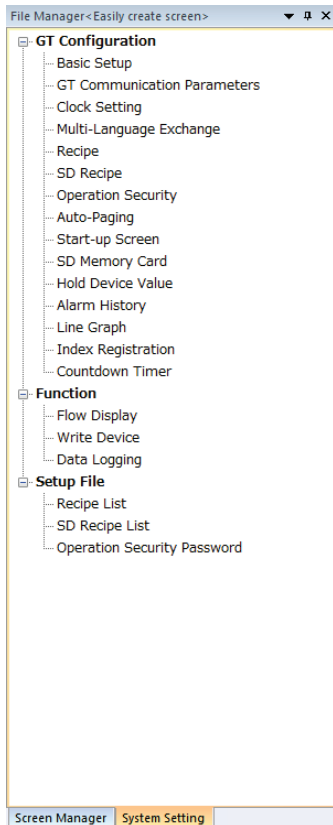 File Manager<Easily create screen>
GT Configuration
Basic Setup
GT Communication Parameters
Clock Setting
Multi-Language Exchange
Recipe
SD Recipe
Operation Security
Auto-Paging
Start-up Screen
SD Memory Card
Hold Device Value
Alarm History
Line Graph
Index Registration
Countdown Timer
Function
Flow Display
Write Device
Data Logging
Setup File
Recipe List
SD Recipe List
Operation Security Password
Screen Manager System Setting